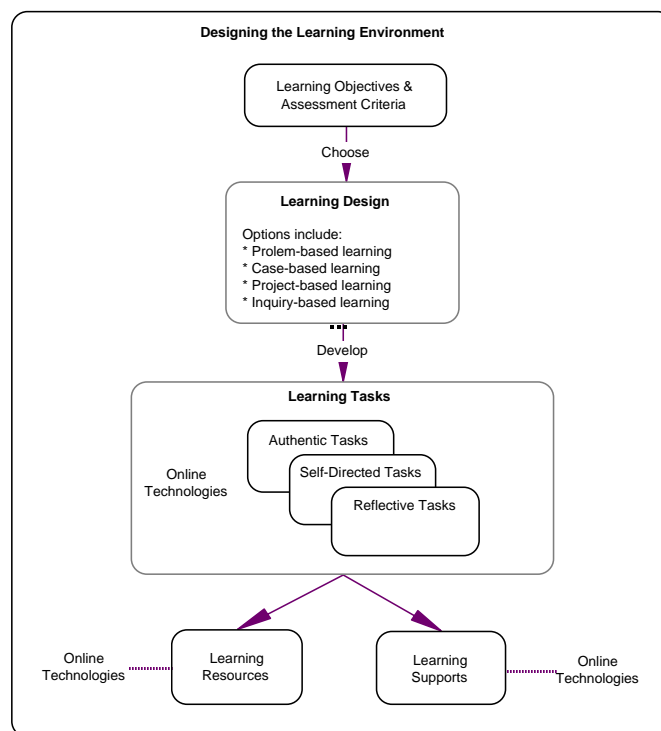 Designing the Learning Environment
Learning Objectives &
Assessment Criteria
Choose
Learning Design
Options include:
* Prolem-based learning
* Case-based learning
* Project-based learning
* Inquiry-based learning
...
Develop
Learning Tasks
Authentic Tasks
Self-Directed Tasks
Reflective Tasks
Online
Technologies
Learning
Resources
Learning
Supports
Online
Technologies
Online
Technologies